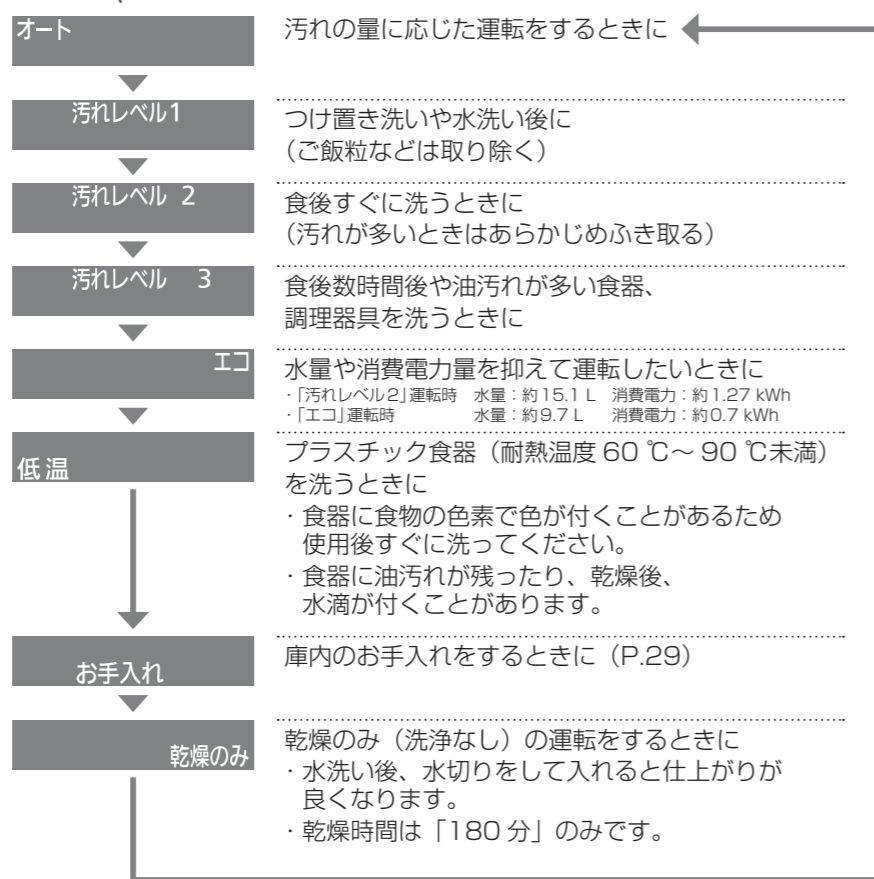 オート
汚れの量に応じた運転をするときに
汚れレベル1
つけ置き洗いや水洗い後に
(ご飯粒などは取り除く)
汚れレベル 2
食後すぐに洗うときに
(汚れが多いときはあらかじめふき取る)
汚れレベル 3
食後数時間後や油汚れが多い食器、
調理器具を洗うときに
エコ
水量や消費電力量を抑えて運転したいときに
・「汚れレベル2」運転時 水量:約15.1 L 消費電力:約1.27 kWh
・「エコ」運転時 水量:約9.7 L 消費電力:約0.7 kWh
低温
プラスチック食器(耐熱温度 60 ℃~ 90 ℃未満)
を洗うときに
・食器に食物の色素で色が付くことがあるため
使用後すぐに洗ってください。
・食器に油汚れが残ったり、乾燥後、
水滴が付くことがあります。
お手入れ
庫内のお手入れをするときに(P.29)
乾燥のみ
乾燥のみ(洗浄なし)の運転をするときに
・水洗い後、水切りをして入れると仕上がりが
良くなります。
・乾燥時間は「180 分」のみです。